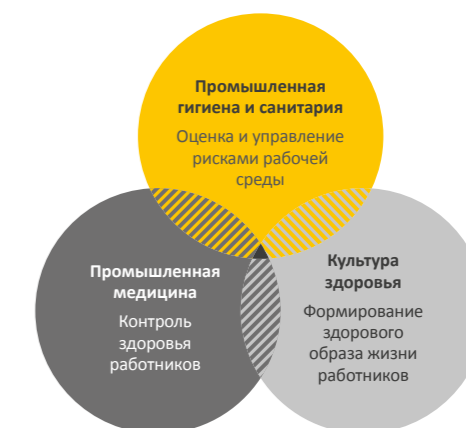 Промышленная
гигиена и санитария
Оценка и управление
рисками рабочей
среды
Промышленная
медицина
Контроль
здоровья
работников
Культура
здоровья
Формирование
здорового
образа жизни
работников